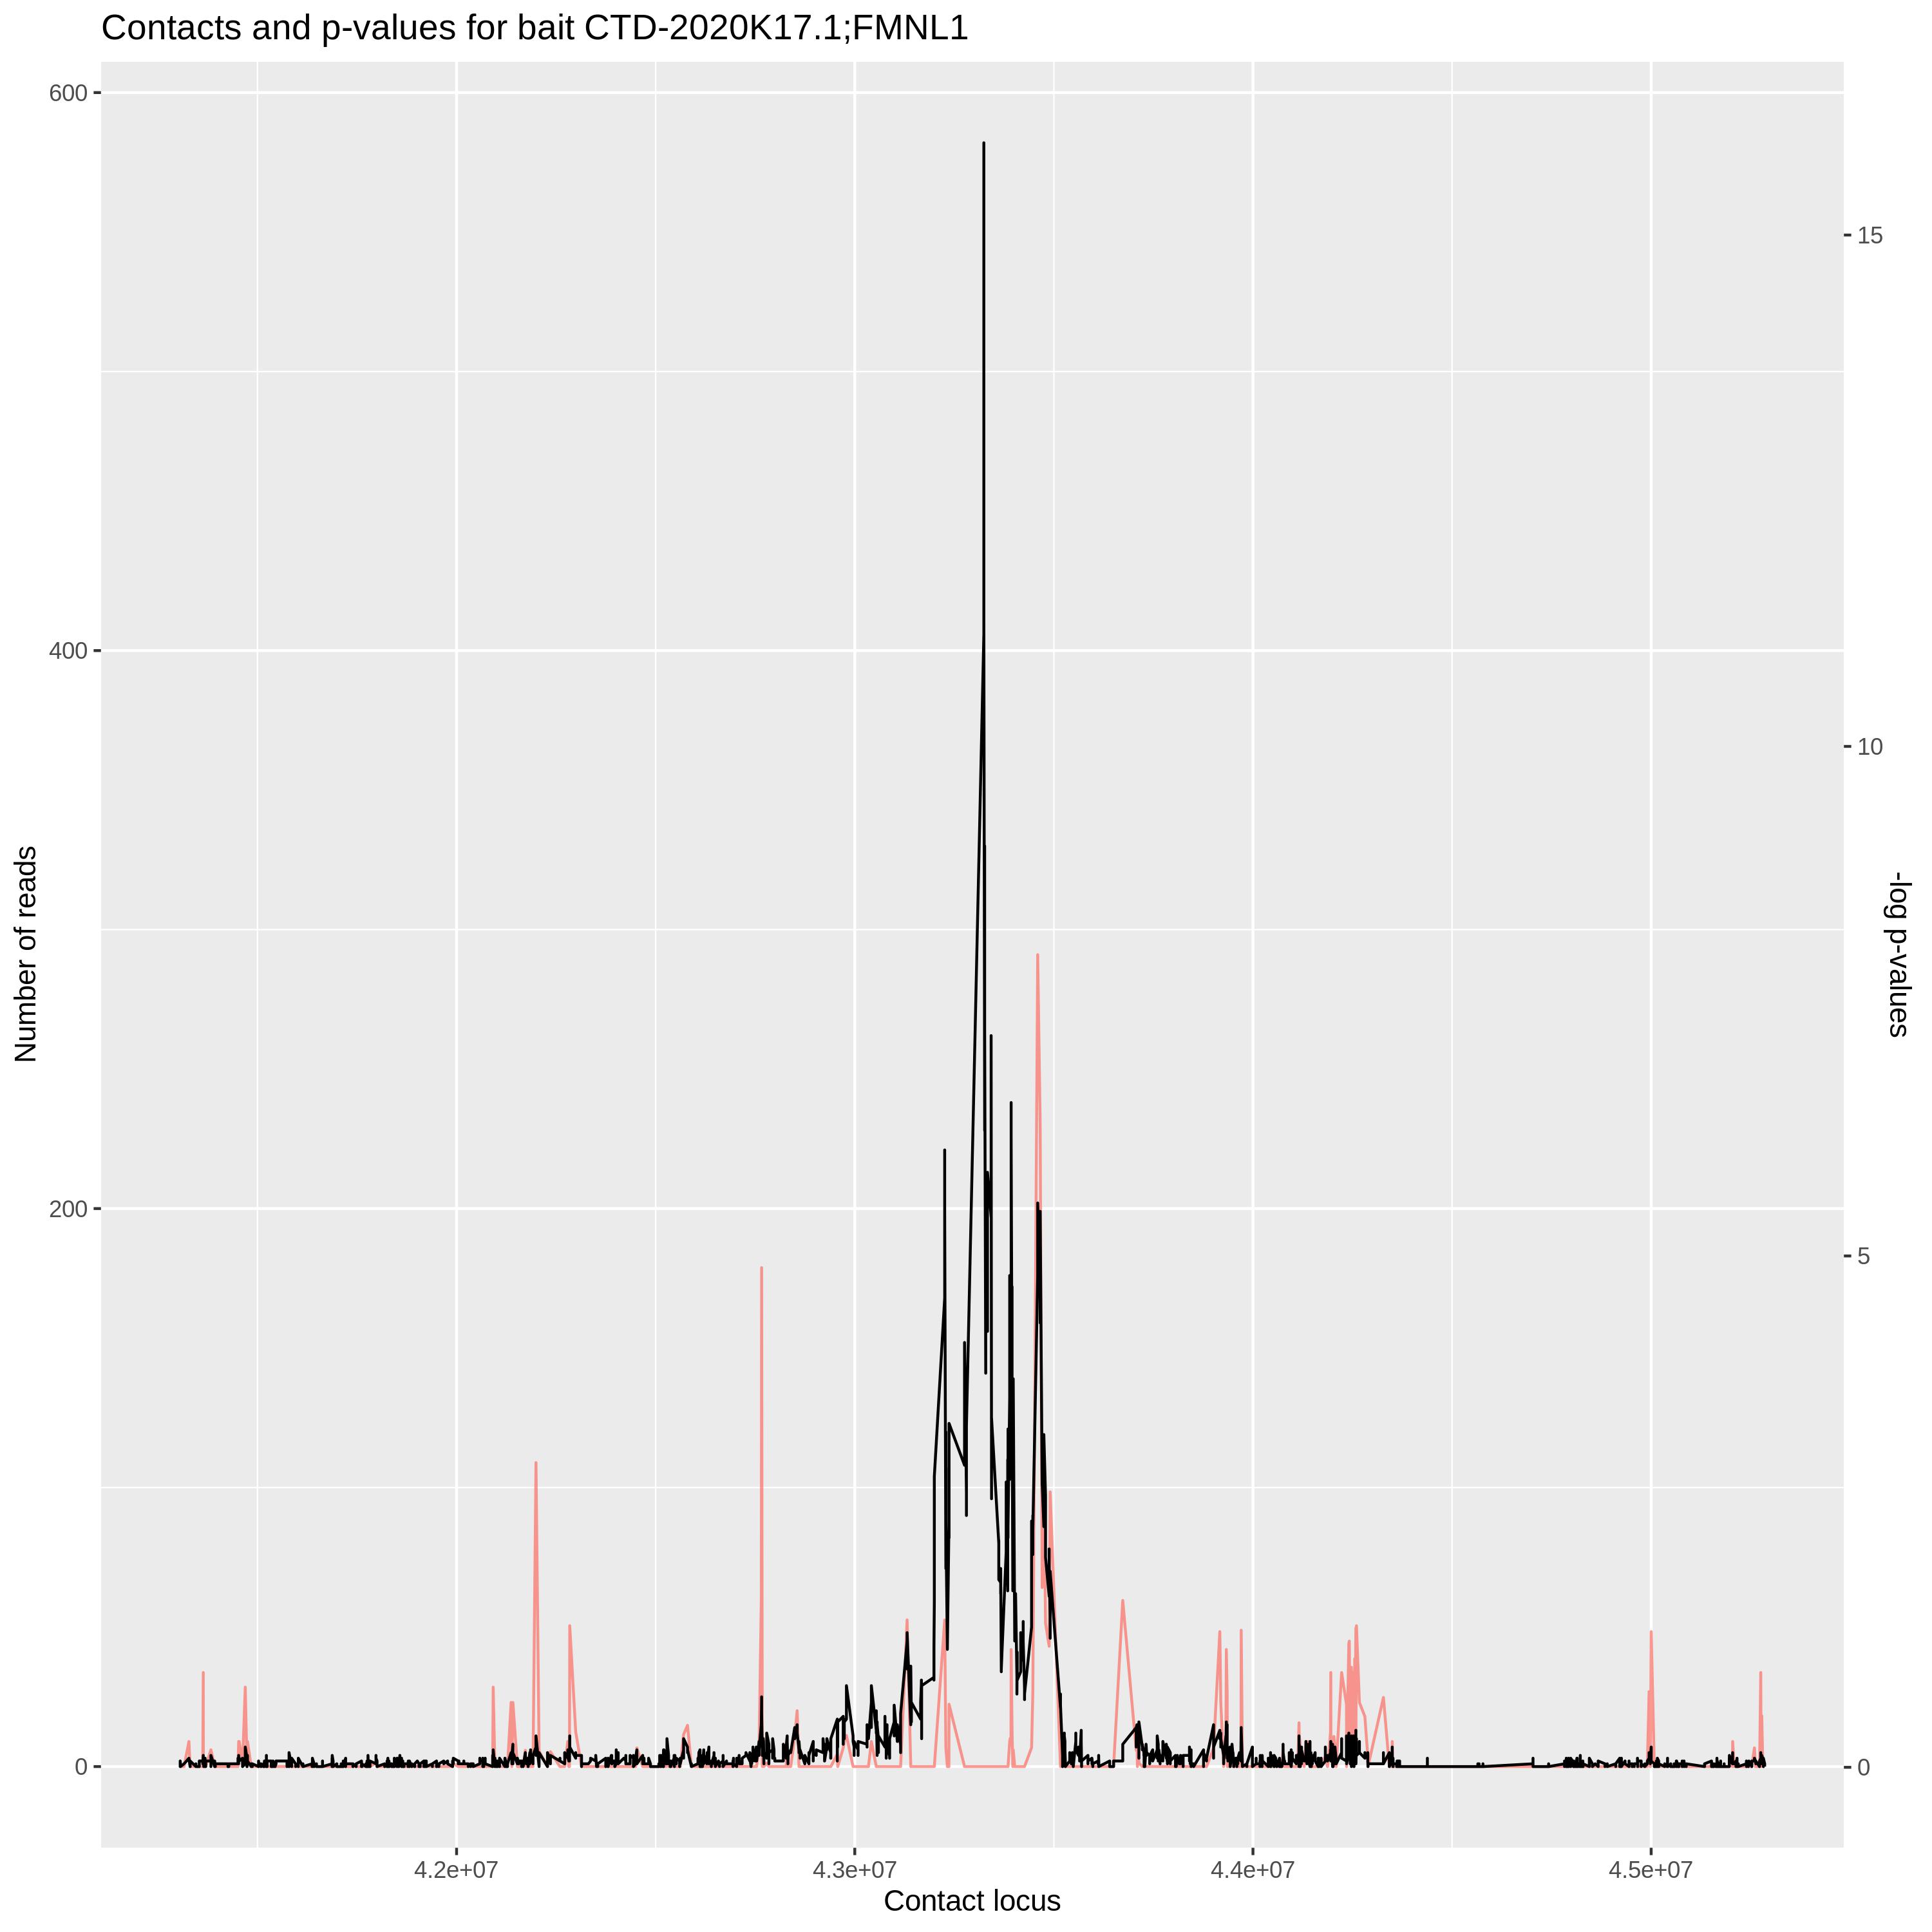 Contacts and p-values for bait CTD-2020K17.1;FMNL1
600
400
200
0
Number of reads
15
10
5
0
-log p-values
4.2e+07
4.3e+07
4.4e+07
4.5e+07
Contact locus